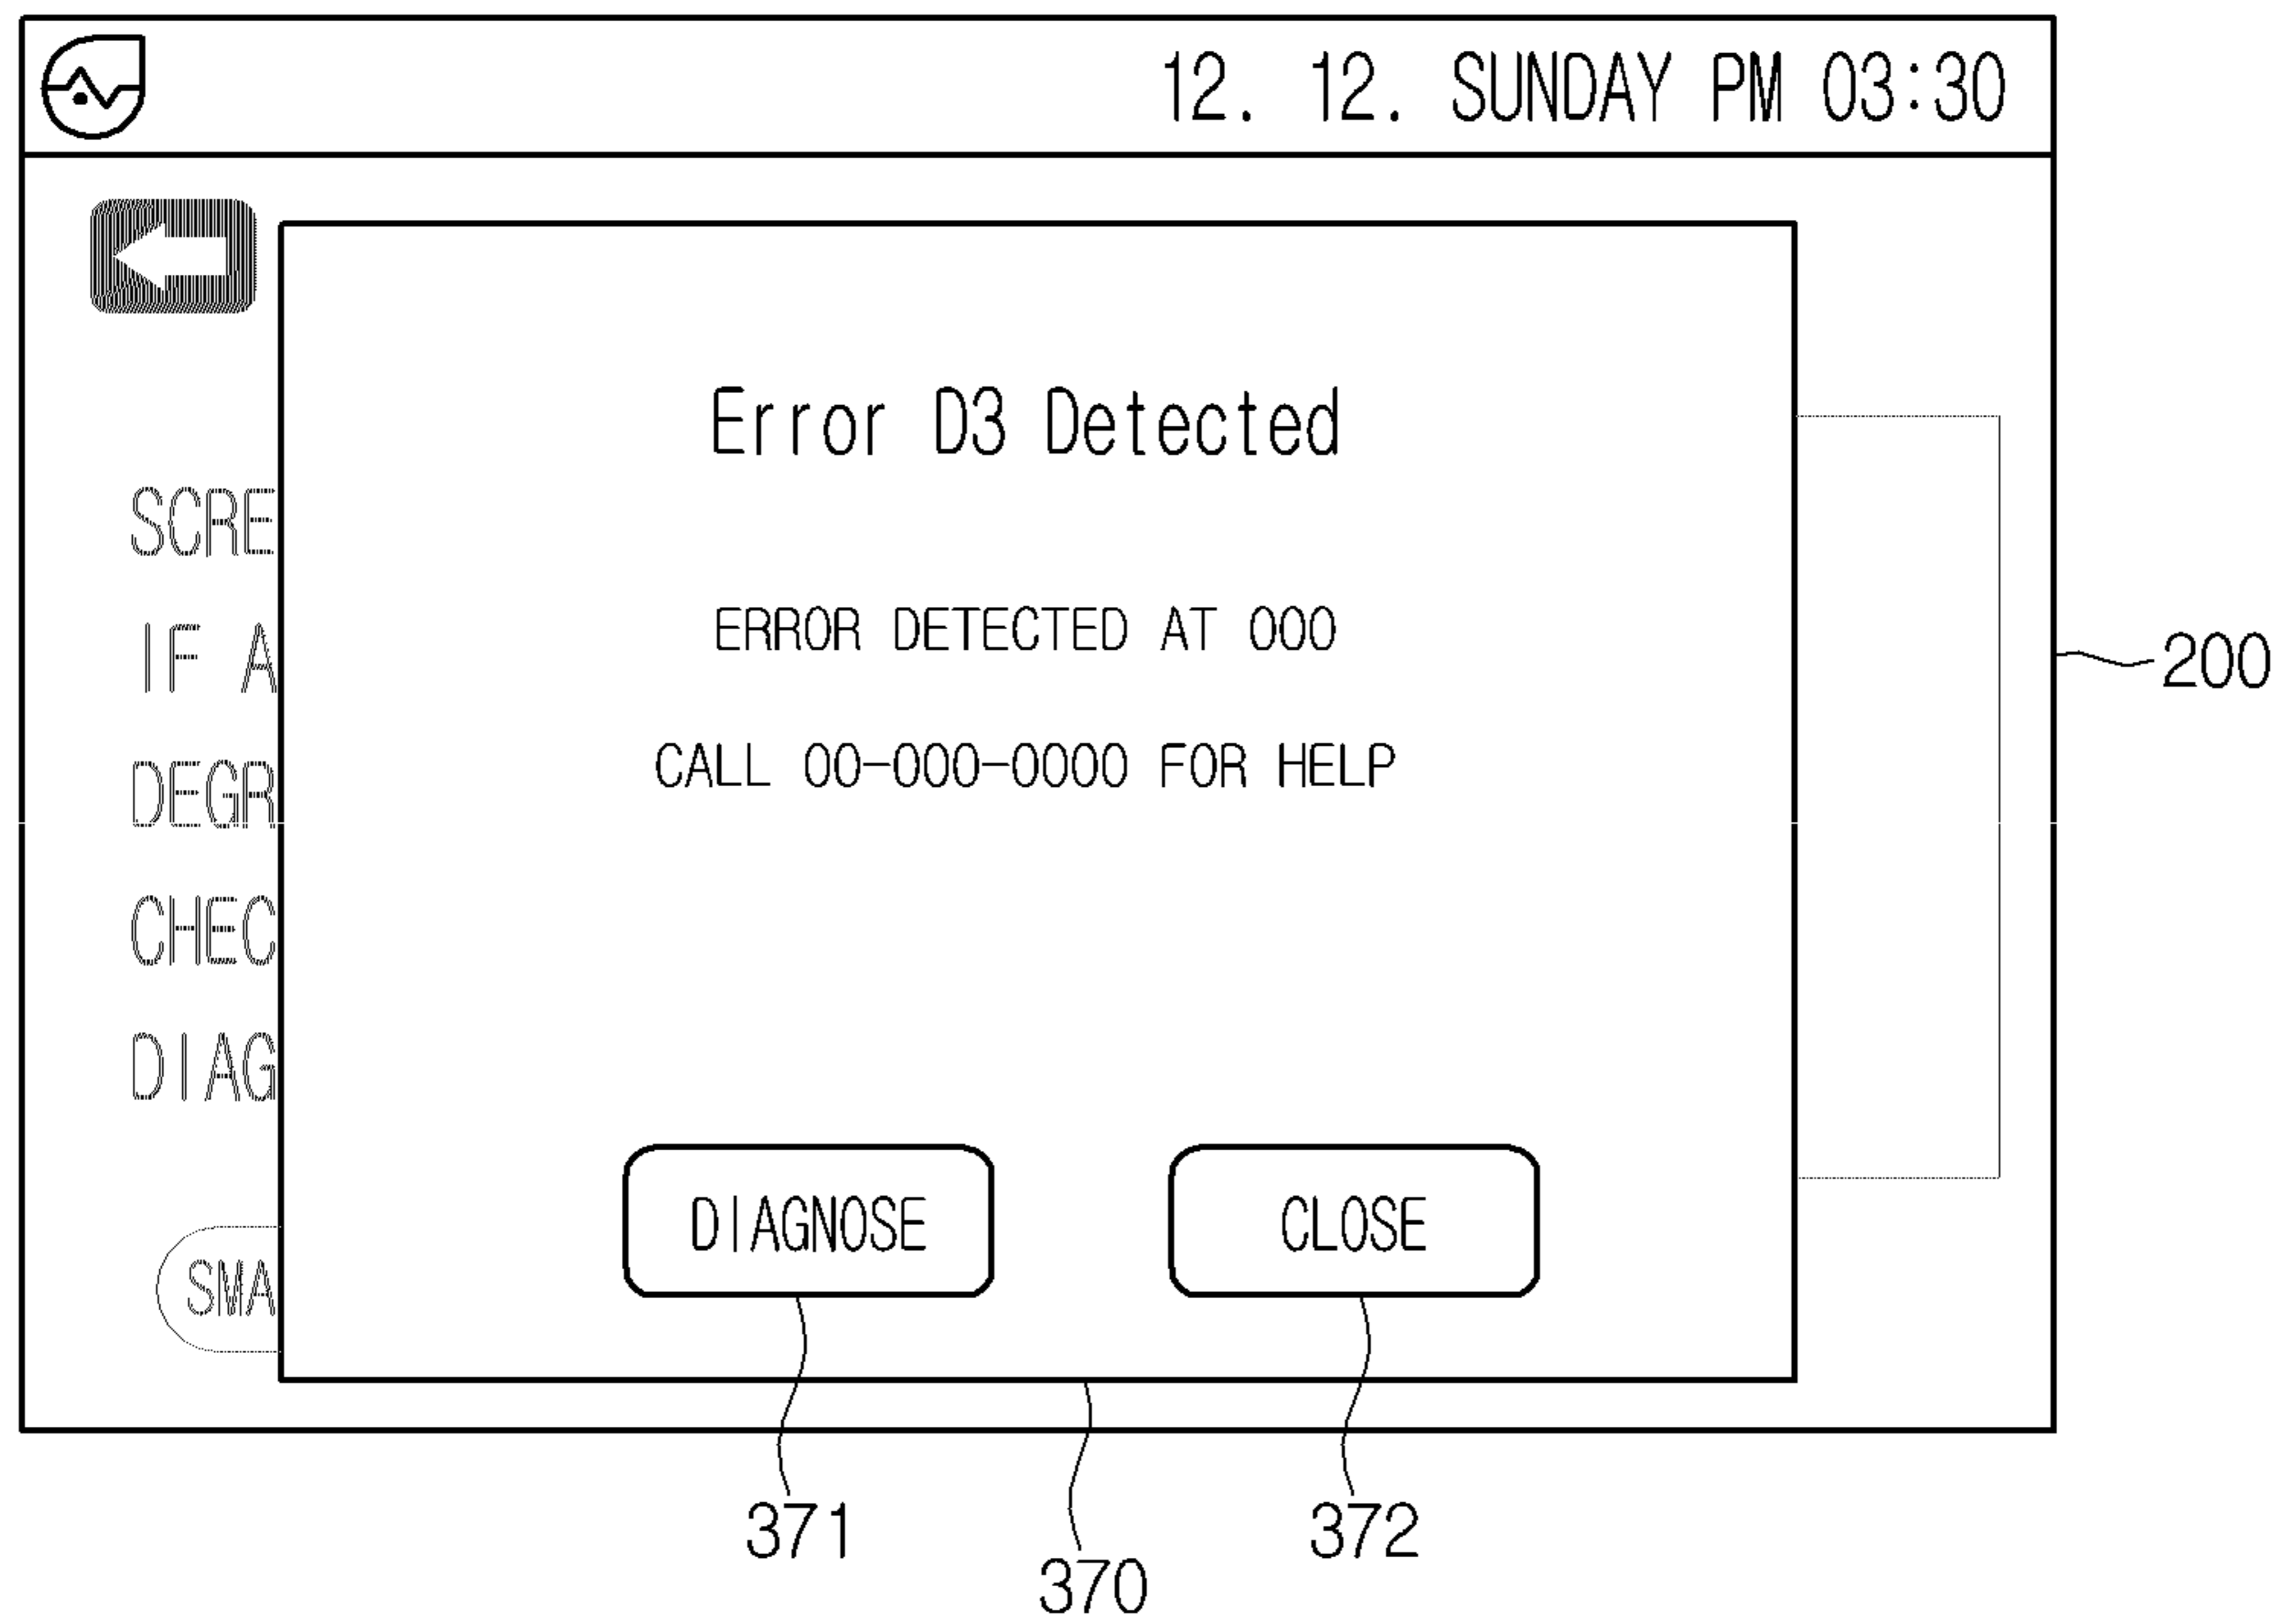 12. 12. SUNDAY PM 03:30
Error D3 Detected
SCRE
ERROR DETECTED AT 000
IF A
200
CALL 00-000-0000 FOR HELP
DEGR
CHEC
DIAG
DIAGNOSE CLOSE
SMA
371 372
370